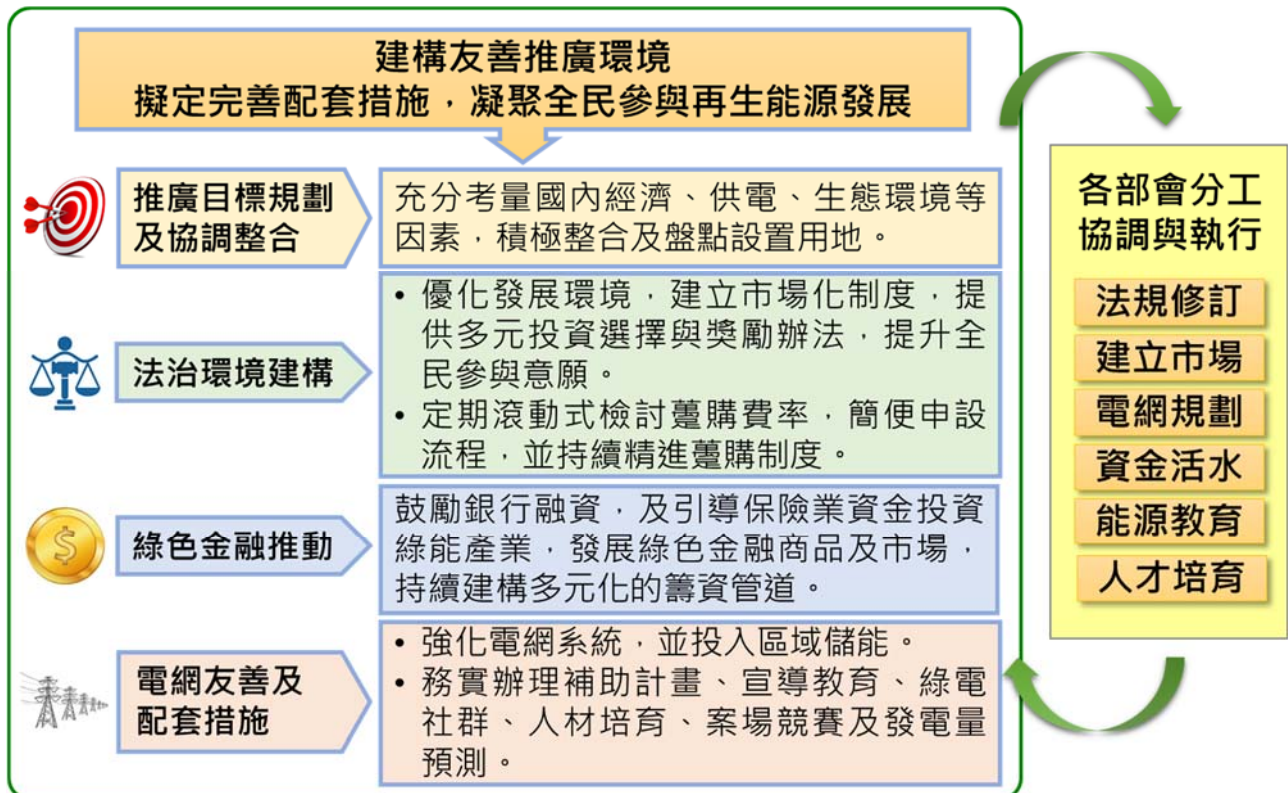 建構友善推廣環境
擬定完善配套措施，凝聚全民參與再生能源發展
推廣目標規劃
及協調整合
充分考量國內經濟、供電、生態環境等
因素，積極整合及盤點設置用地。
法治環境建構
• 優化發展環境，建立市場化制度，提
供多元投資選擇與獎勵辦法，提升全
民參與意願。
• 定期滾動式檢討躉購費率，簡便申設
流程，並持續精進躉購制度。
綠色金融推動
鼓勵銀行融資，及引導保險業資金投資
綠能產業，發展綠色金融商品及市場，
持續建構多元化的籌資管道。
電網友善及
配套措施
• 強化電網系統，並投入區域儲能。
• 務實辦理補助計畫、宣導教育、綠電
社群、人材培育、案場競賽及發電量
預測。
各部會分工
協調與執行
法規修訂
建立市場
電網規劃
資金活水
能源教育
人才培育